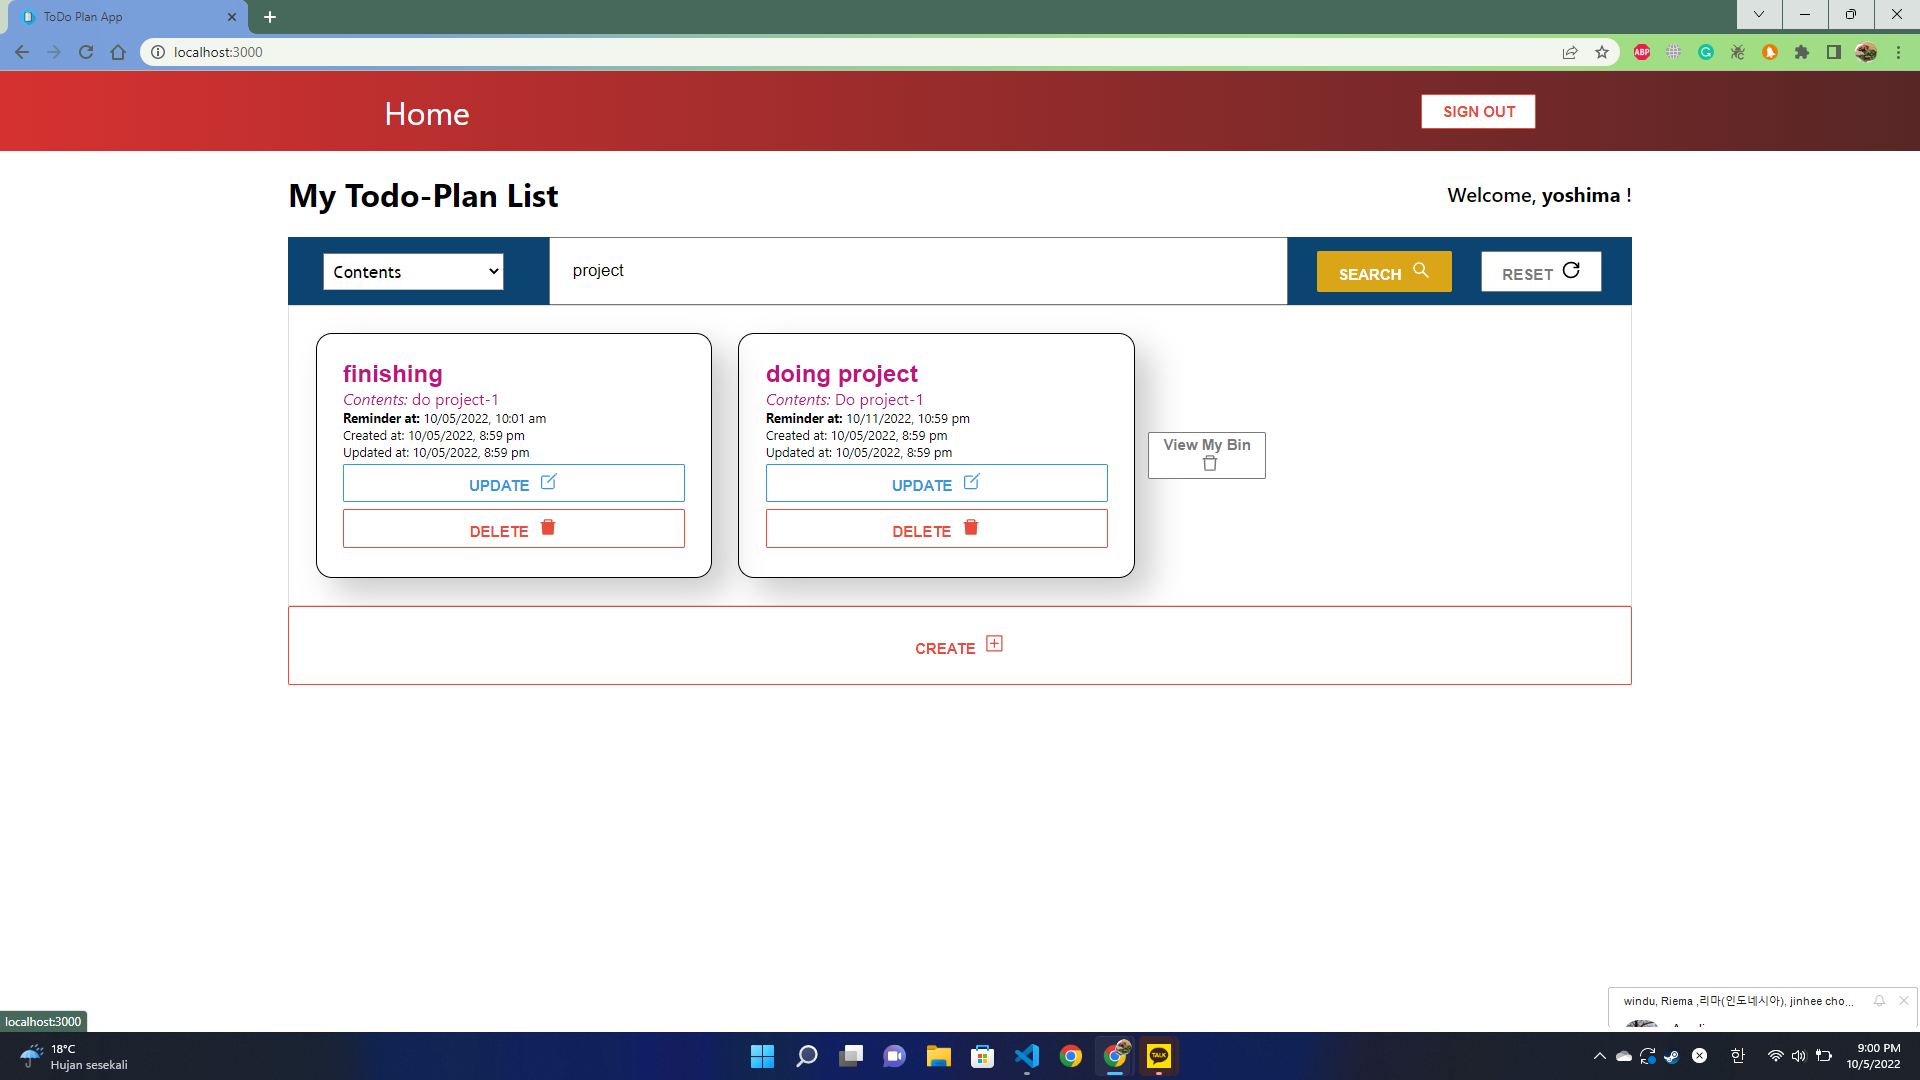 ToDo Plan App
localhost:3000
ABP
Home
SIGN OUT
My Todo-Plan List
Welcome, yoshima !
Contents
project
SEARCH
RESET
finishing
Contents: do project-1
Reminder at: 10/05/2022, 10:01 am
Created at: 10/05/2022, 8:59 pm
Updated at: 10/05/2022, 8:59 pm
UPDATE
DELETE
doing project
Contents: Do project-1
Reminder at: 10/11/2022, 10:59 pm
Created at: 10/05/2022, 8:59 pm
Updated at: 10/05/2022, 8:59 pm
UPDATE
DELETE
View My Bin
CREATE
windu, Riema ,리마(인도네시아), jinhee cho...
localhost:3000
18°C
Hujan sesekali
TALK
한
9:00 PM
10/5/2022